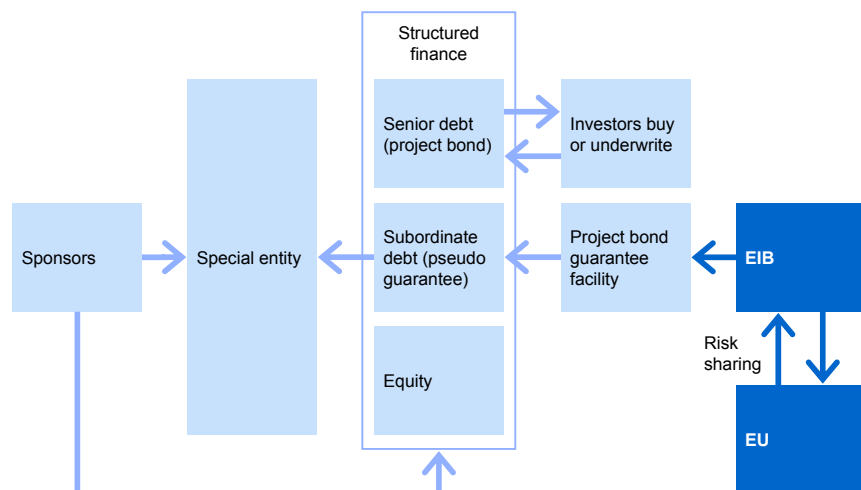 Structured
finance
Senior debt
(project bond)
Investors buy
or underwrite
Sponsors
Special entity
Subordinate
debt (pseudo
guarantee)
Project bond
guarantee
facility
EIB
Risk
sharing
Equity
EU